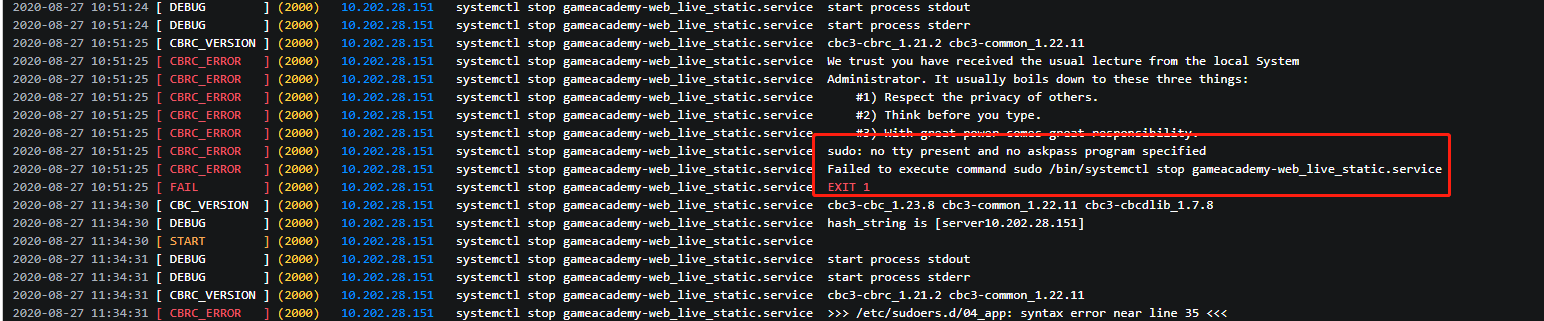 2020-08-27 10:51:24 [ DEBUG ] (2000) 10.202.28.151 systemctl stop gameacademy-web_live_static.service start process stdout
2020-08-27 10:51:24 [ DEBUG ] (2000) 10.202.28.151 systemctl stop gameacademy-web_live_static.service start process stderr
2020-08-27 10:51:25 [ CBRC_VERSION ] (2000) 10.202.28.151 systemctl stop gameacademy-web_live_static.service cbc3-cbrc_1.21.2 cbc3-common_1.22.11
2020-08-27 10:51:25 [ CBRC_ERROR ] (2000) 10.202.28.151 systemctl stop gameacademy-web_live_static.service We trust you have received the usual lecture from the local System
2020-08-27 10:51:25 [ CBRC_ERROR ] (2000) 10.202.28.151 systemctl stop gameacademy-web_live_static.service Administrator. It usually boils down to these three things:
2020-08-27 10:51:25 [ CBRC_ERROR ] (2000) 10.202.28.151 systemctl stop gameacademy-web_live_static.service #1) Respect the privacy of others.
2020-08-27 10:51:25 [ CBRC_ERROR ] (2000) 10.202.28.151 systemctl stop gameacademy-web_live_static.service #2) Think before you type.
2020-08-27 10:51:25 [ CBRC_ERROR ] (2000) 10.202.28.151 systemctl stop gameacademy-web_live_static.service #3) With great power comes great responsibility.
2020-08-27 10:51:25 [ CBRC_ERROR ] (2000) 10.202.28.151 systemctl stop gameacademy-web_live_static.service sudo: no tty present and no askpass program specified
2020-08-27 10:51:25 [ CBRC_ERROR ] (2000) 10.202.28.151 systemctl stop gameacademy-web_live_static.service Failed to execute command sudo /bin/systemctl stop gameacademy-web_live_static.service
2020-08-27 10:51:25 [ FAIL ] (2000) 10.202.28.151 systemctl stop gameacademy-web_live_static.service EXIT 1
2020-08-27 11:34:30 [ CBC_VERSION ] (2000) 10.202.28.151 systemctl stop gameacademy-web_live_static.service cbc3-cbc_1.23.8 cbc3-common_1.22.11 cbc3-cbcdlib_1.7.8
2020-08-27 11:34:30 [ DEBUG ] (2000) 10.202.28.151 systemctl stop gameacademy-web_live_static.service hash_string is [server10.202.28.151]
2020-08-27 11:34:30 [ START ] (2000) 10.202.28.151 systemctl stop gameacademy-web_live_static.service
2020-08-27 11:34:31 [ DEBUG ] (2000) 10.202.28.151 systemctl stop gameacademy-web_live_static.service start process stdout
2020-08-27 11:34:31 [ DEBUG ] (2000) 10.202.28.151 systemctl stop gameacademy-web_live_static.service start process stderr
2020-08-27 11:34:31 [ CBRC_VERSION ] (2000) 10.202.28.151 systemctl stop gameacademy-web_live_static.service cbc3-cbrc_1.21.2 cbc3-common_1.22.11
2020-08-27 11:34:31 [ CBRC_ERROR ] (2000) 10.202.28.151 systemctl stop gameacademy-web_live_static.service >>> /etc/sudoers.d/04_app: syntax error near line 35 <<<